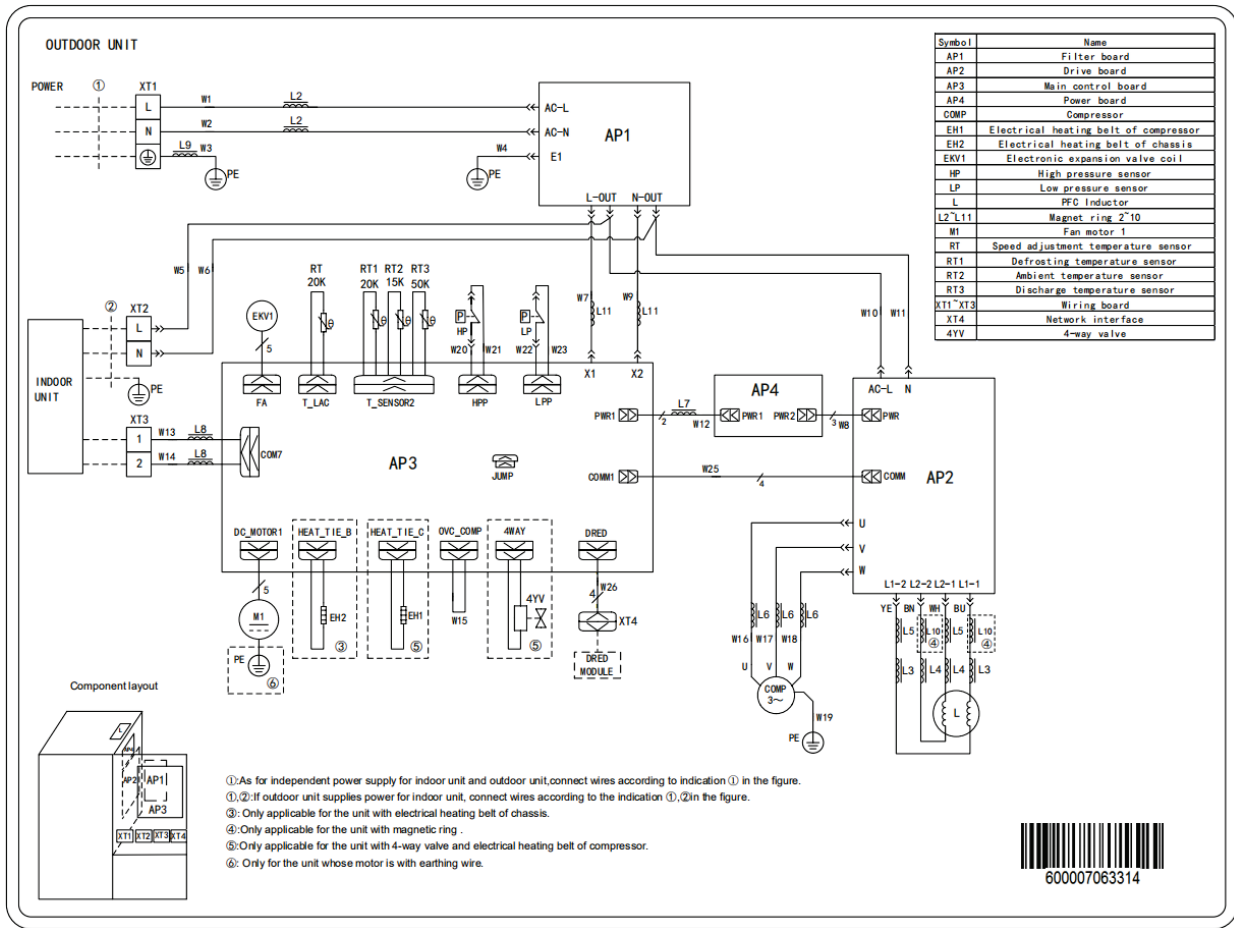 OUTDOOR UNIT
POWER ① XT1
L W1 L2 AC-L
N W2 L2 AC-N
L9 W3 PE
W4 E1 PE
AP1
L-OUT N-OUT
Symbol Name
AP1 Filter board
AP2 Drive board
AP3 Main control board
AP4 Power board
COMP Compressor
EH1 Electrical heating belt of compressor
EH2 Electrical heating belt of chassis
EKV1 Electronic expansion valve coil
HP High pressure sensor
LP Low pressure sensor
L PFC Inductor
L2~L11 Magnet ring 2~10
M1 Fan motor 1
RT Speed adjustment temperature sensor
RT1 Defrosting temperature sensor
RT2 Ambient temperature sensor
RT3 Discharge temperature sensor
XT1~XT3 Wiring board
XT4 Network interface
4YV 4-way valve
W5 W6
RT RT1 RT2 RT3
20K 20K 15K 50K
W7 W9
L11 L11
W10 W11
② XT2
L
N
PE
INDOOR
UNIT
XT3
1 W13 L8
2 W14 L8
COM7
EKV1
5
θ θ θ θ
P HP P LP
W20 W21 W22 W23
X1 X2
FA T_LAC T_SENSOR2 HPP LPP
PWR1 2 L7 W12
AP4
PWR1 PWR2
3 W8
AC-L N
PWR
AP3
JUMP
COMM1 W25 4 COMM
AP2
DC_MOTOR1 HEAT_TIE_B HEAT_TIE_C OVC_COMP 4WAY DRED
U
V
W
L1-2 L2-2 L2-1 L1-1
YE BN WH BU
5
M1
PE
⑥
EH2
③
EH1
⑤
W15
4YV
⑤
4 W26
XT4
DRED
MODULE
L6 L6 L6
W16 W17 W18
U V W
COMP
3~
W19
PE
L5 L10 L5 L10
④ ④
L3 L4 L4 L3
L
Component layout
L
AP4
AP2 AP1
AP3
XT1 XT2 XT3 XT4
①:As for independent power supply for indoor unit and outdoor unit,connect wires according to indication ① in the figure.
①,②:If outdoor unit supplies power for indoor unit, connect wires according to the indication ①,②in the figure.
③: Only applicable for the unit with electrical heating belt of chassis.
④:Only applicable for the unit with magnetic ring .
⑤:Only applicable for the unit with 4-way valve and electrical heating belt of compressor.
⑥: Only for the unit whose motor is with earthing wire.
600007063314